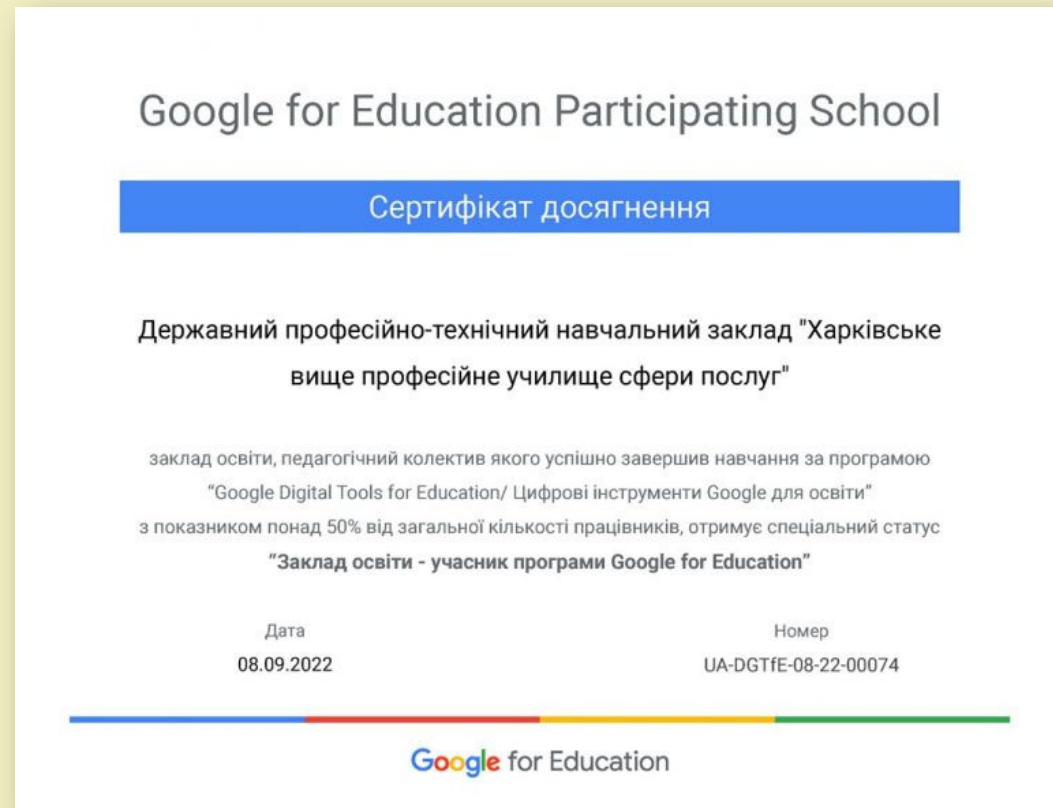 Google for Education Participating School
Сертифікат досягнення
Державний професійно-технічний навчальний заклад "Харківське
вище професійне училище сфери послуг"
заклад освіти, педагогічний колектив якого успішно завершив навчання за програмою
“Google Digital Tools for Education/ Цифрові інструменти Google для освіти”
з показником понад 50% від загальної кількості працівників, отримує спеціальний статус
“Заклад освіти - учасник програми Google for Education”
Дата
08.09.2022
Номер
UA-DGTfE-08-22-00074
Google for Education